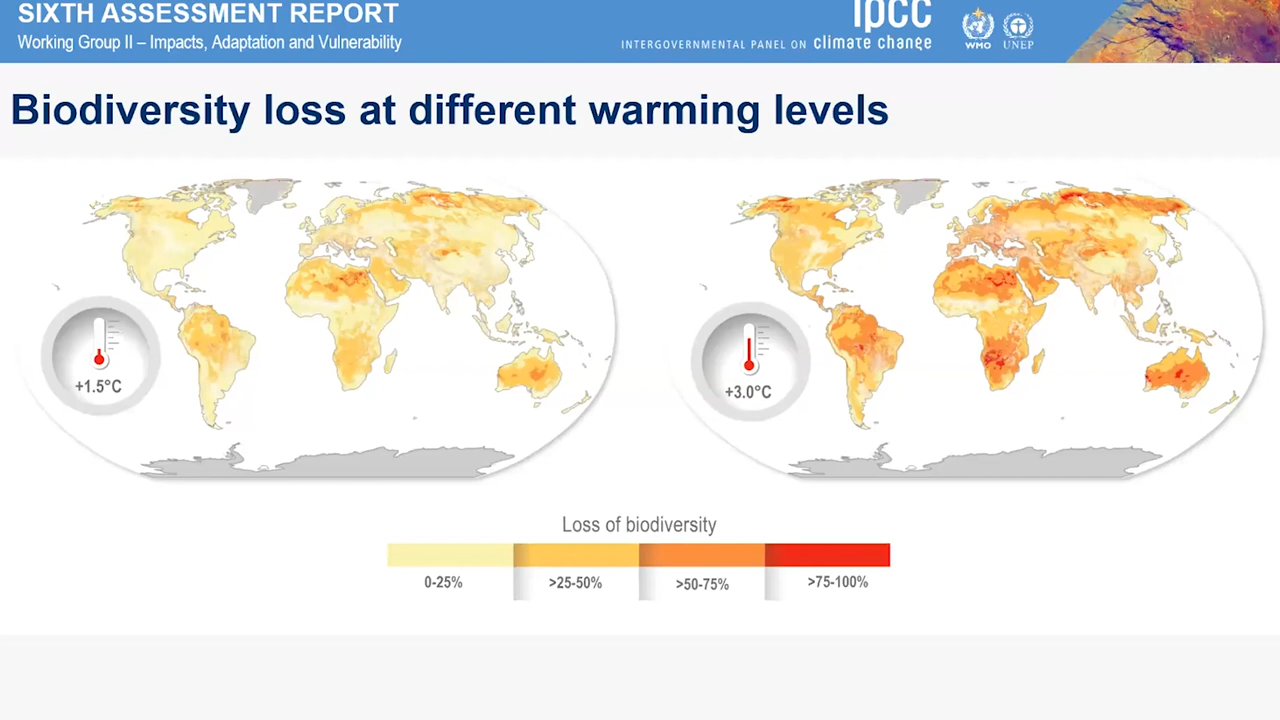 SIXTH ASSESSMENT REPORT
Working Group II – Impacts, Adaptation and Vulnerability
ipcc
INTERGOVERNMENTAL PANEL ON climate change
WMO
UNEP
Biodiversity loss at different warming levels
+1.5°C
+3.0°C
Loss of biodiversity
0-25%
>25-50%
>50-75%
>75-100%